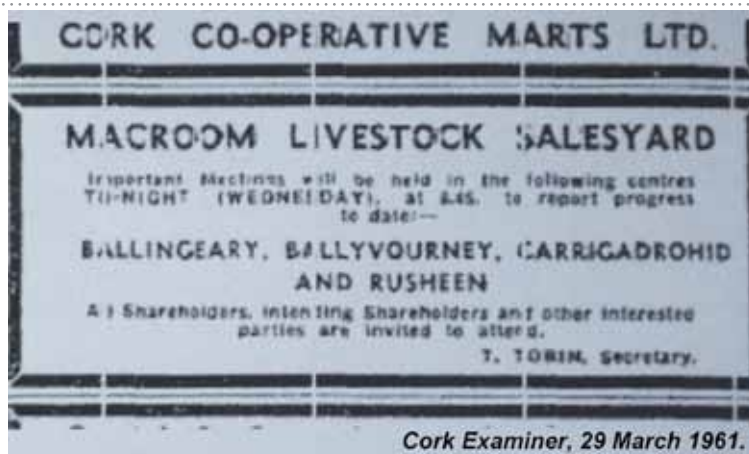 CORK CO-OPERATIVE MARTS LTD.
MACROOM LIVESTOCK SALESYARD
Important Meetings will be held in the following centres
TO-NIGHT (WEDNESDAY), at 8.45, to report progress
to date:—
BALLINGEARY, BALLYVOURNEY, CARRIGADROHID
AND RUSHEEN
All Shareholders, intending Shareholders and other interested
parties are invited to attend.
T. TOBIN, Secretary.
Cork Examiner, 29 March 1961.